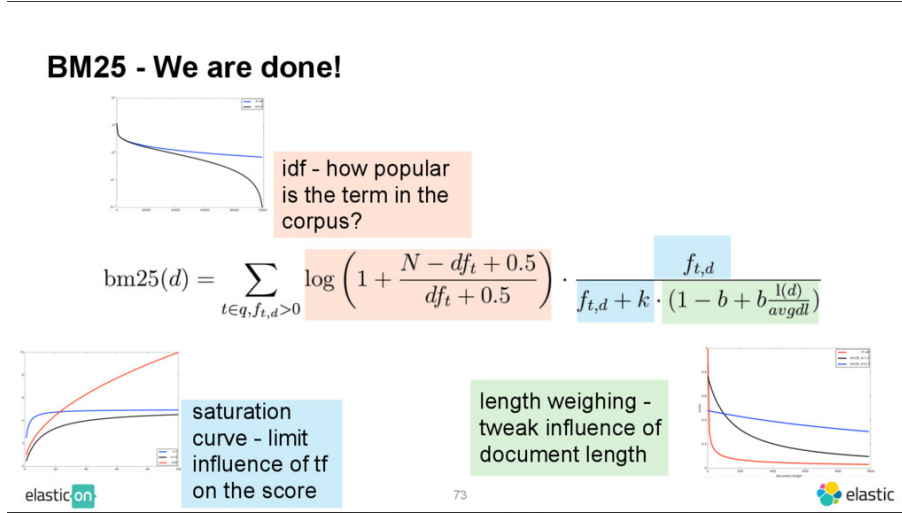 BM25 - We are done!
idf - how popular
is the term in the
corpus?
bm25(d) = ∑_{t∈q, f_{t,d}>0} log(1 + (N − df_t + 0.5)/(df_t + 0.5)) · f_{t,d}/(f_{t,d} + k · (1 − b + b l(d)/avgdl))
saturation
curve - limit
influence of tf
on the score
length weighing -
tweak influence of
document length
document length
elastic on
73
elastic